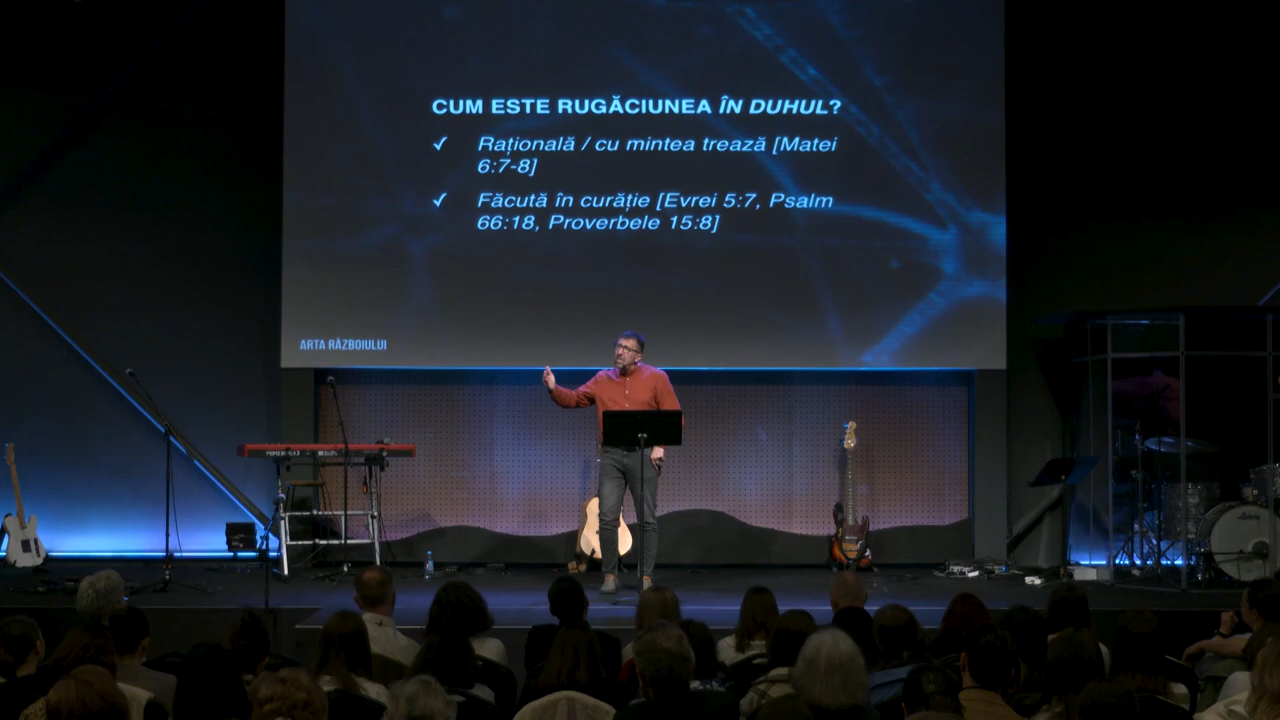 CUM ESTE RUGĂCIUNEA ÎN DUHUL?
✓ Rațională / cu mintea trează [Matei
6:7-8]
✓ Făcută în curăție [Evrei 5:7, Psalm
66:18, Proverbele 15:8]
ARTA RĂZBOIULUI